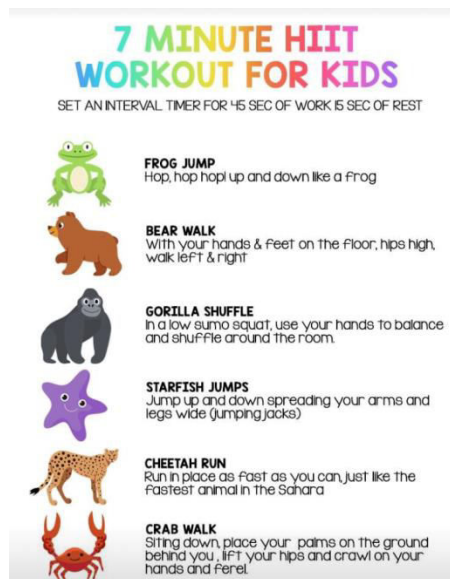 7 MINUTE HIIT
WORKOUT FOR KIDS
SET AN INTERVAL TIMER FOR 45 SEC OF WORK 15 SEC OF REST
FROG JUMP
Hop, hop hop! up and down like a frog
BEAR WALK
With your hands & feet on the floor, hips high,
walk left & right
GORILLA SHUFFLE
In a low sumo squat, use your hands to balance
and shuffle around the room.
STARFISH JUMPS
Jump up and down spreading your arms and
legs wide (jumping jacks)
CHEETAH RUN
Run in place as fast as you can, just like the
fastest animal in the Sahara
CRAB WALK
Siting down, place your palms on the ground
behind you, lift your hips and crawl on your
hands and ferel.